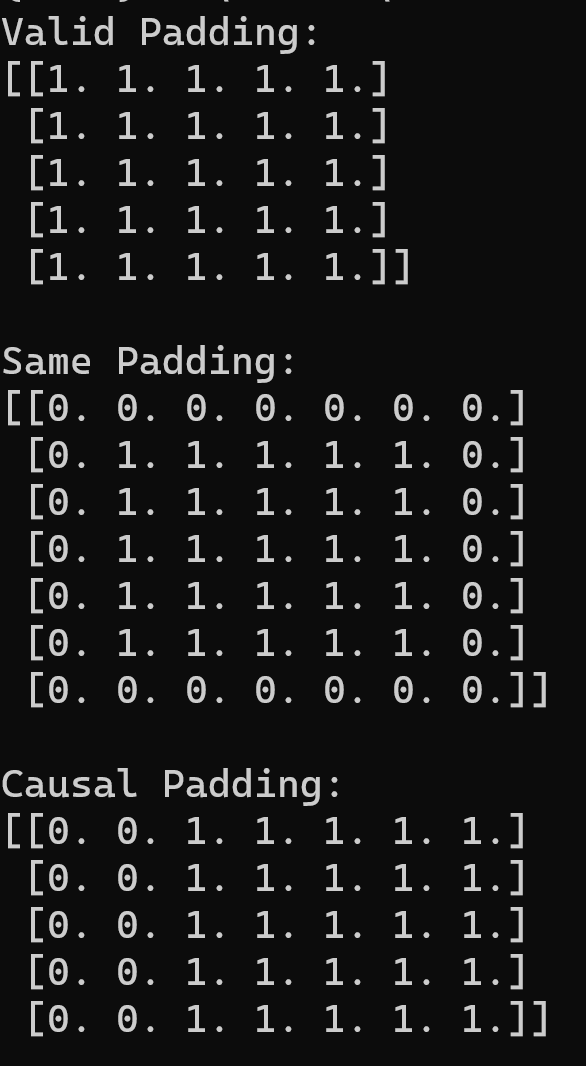 Valid Padding:
[[1. 1. 1. 1. 1.]
 [1. 1. 1. 1. 1.]
 [1. 1. 1. 1. 1.]
 [1. 1. 1. 1. 1.]
 [1. 1. 1. 1. 1.]]
Same Padding:
[[0. 0. 0. 0. 0. 0. 0.]
 [0. 1. 1. 1. 1. 1. 0.]
 [0. 1. 1. 1. 1. 1. 0.]
 [0. 1. 1. 1. 1. 1. 0.]
 [0. 1. 1. 1. 1. 1. 0.]
 [0. 1. 1. 1. 1. 1. 0.]
 [0. 0. 0. 0. 0. 0. 0.]]
Causal Padding:
[[0. 0. 1. 1. 1. 1. 1.]
 [0. 0. 1. 1. 1. 1. 1.]
 [0. 0. 1. 1. 1. 1. 1.]
 [0. 0. 1. 1. 1. 1. 1.]
 [0. 0. 1. 1. 1. 1. 1.]]